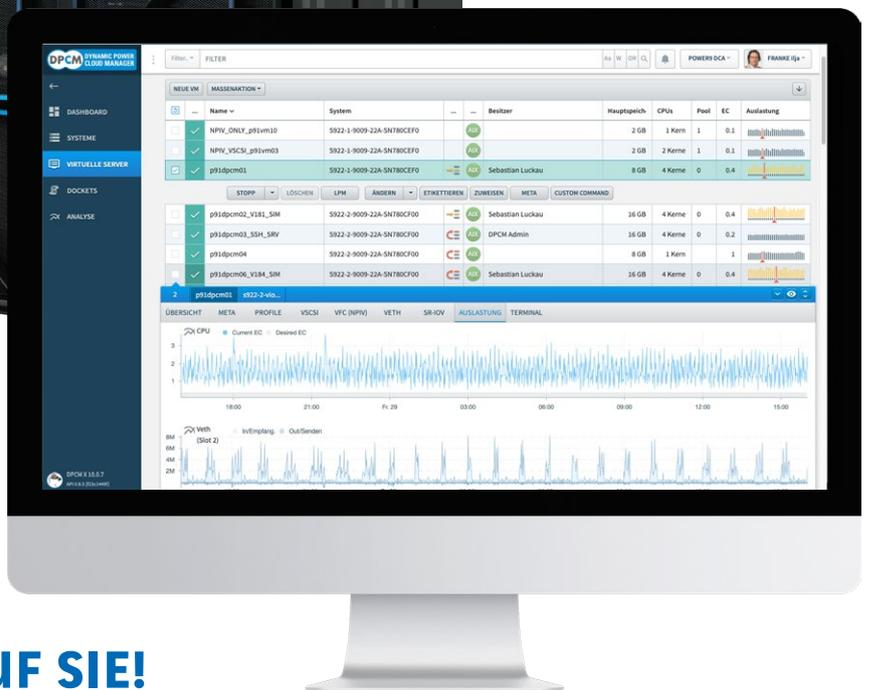 DPCM DYNAMIC POWER CLOUD MANAGER
Filter. FILTER Aa W OR POWER9 DCA FRANKE Ilja
NEUE VM MASSENAKTION
DASHBOARD
SYSTEME
VIRTUELLE SERVER
DOCKETS
ANALYSE
... Name System ... ... Besitzer Hauptspeich CPUs Pool EC Auslastung
NPIV_ONLY_p91vm10 S922-1-9009-22A-SN780CEF0 AIX 2 GB 1 Kern 1 0.1
NPIV_VSCSI_p91vm03 S922-1-9009-22A-SN780CEF0 AIX 2 GB 2 Kerne 1 0.1
p91dpcm01 S922-1-9009-22A-SN780CEF0 AIX Sebastian Luckau 8 GB 4 Kerne 0 0.4
STOPP LÖSCHEN LPM ÄNDERN ETIKETTIEREN ZUWEISEN META CUSTOM COMMAND
p91dpcm02_V181_SIM S922-2-9009-22A-SN780CF00 AIX Sebastian Luckau 16 GB 4 Kerne 0 0.4
p91dpcm03_SSH_SRV S922-2-9009-22A-SN780CF00 AIX DPCM Admin 16 GB 4 Kerne 0 0.2
p91dpcm04 S922-2-9009-22A-SN780CF00 AIX 8 GB 1 Kern 1 0.1
p91dpcm06_V184_SIM S922-2-9009-22A-SN780CF00 AIX Sebastian Luckau 16 GB 4 Kerne 0 0.4
2 p91dpcm01 s922-2-vio...
ÜBERSICHT META PROFILE VSCSI VFC (NPIV) VETH SR-IOV AUSLASTUNG TERMINAL
CPU Current EC Desired EC
3
2
1
18:00 21:00 Fr. 29 03:00 06:00 09:00 12:00 15:00
Veth In/Empfang. Out/Senden
(Slot 2)
8M
6M
4M
2M
DPCM X 10.0.7
UF SIE!